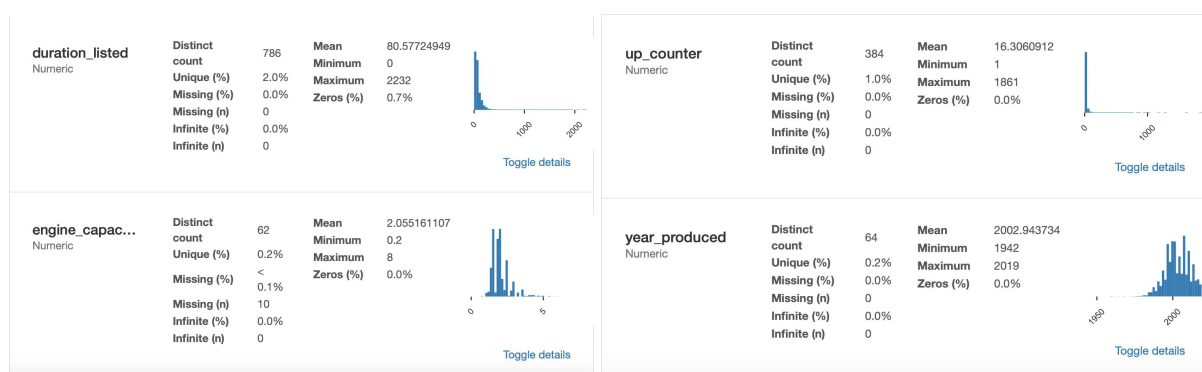 duration_listed
Numeric
Distinct count 786
Unique (%) 2.0%
Missing (%) 0.0%
Missing (n) 0
Infinite (%) 0.0%
Infinite (n) 0
Mean 80.57724949
Minimum 0
Maximum 2232
Zeros (%) 0.7%
0 1000 2000
Toggle details
up_counter
Numeric
Distinct count 384
Unique (%) 1.0%
Missing (%) 0.0%
Missing (n) 0
Infinite (%) 0.0%
Infinite (n) 0
Mean 16.3060912
Minimum 1
Maximum 1861
Zeros (%) 0.0%
0 1000
Toggle details
engine_capac...
Numeric
Distinct count 62
Unique (%) 0.2%
Missing (%) < 0.1%
Missing (n) 10
Infinite (%) 0.0%
Infinite (n) 0
Mean 2.055161107
Minimum 0.2
Maximum 8
Zeros (%) 0.0%
0 5
Toggle details
year_produced
Numeric
Distinct count 64
Unique (%) 0.2%
Missing (%) 0.0%
Missing (n) 0
Infinite (%) 0.0%
Infinite (n) 0
Mean 2002.943734
Minimum 1942
Maximum 2019
Zeros (%) 0.0%
1950 2000
Toggle details